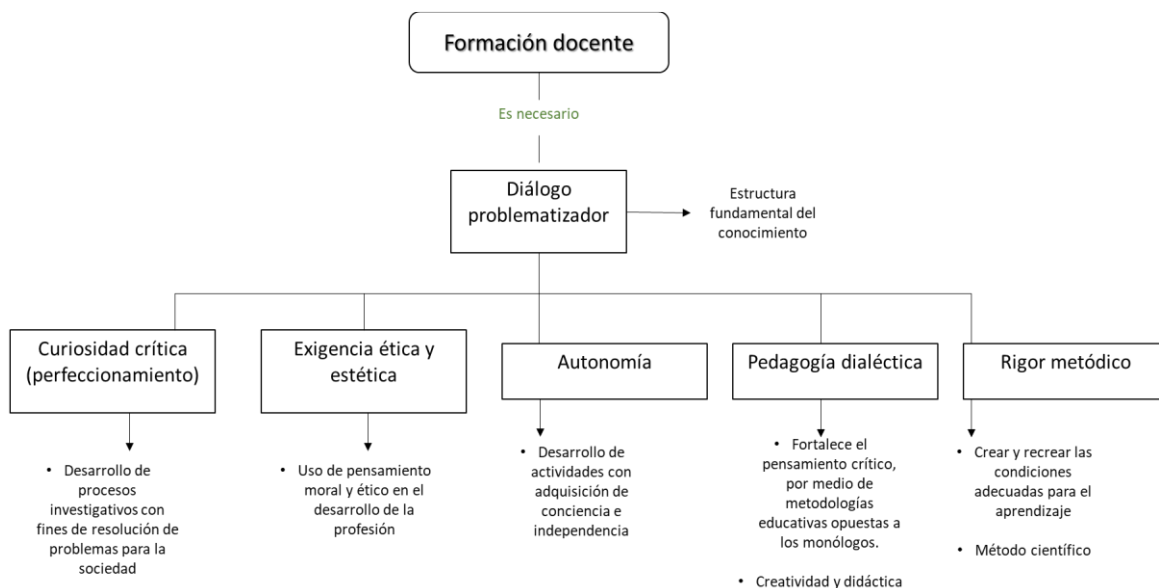 Formación docente
Es necesario
Diálogo
problematizador
Estructura
fundamental del
conocimiento
Curiosidad crítica
(perfeccionamiento)
Exigencia ética y
estética
Autonomía
Pedagogía dialéctica
Rigor metódico
• Desarrollo de
procesos
investigativos con
fines de resolución de
problemas para la
sociedad
• Uso de pensamiento
moral y ético en el
desarrollo de la
profesión
• Desarrollo de
actividades con
adquisición de
conciencia e
independencia
• Fortalece el
pensamiento crítico,
por medio de
metodologías
educativas opuestas a
los monólogos.
• Creatividad y didáctica
• Crear y recrear las
condiciones
adecuadas para el
aprendizaje
• Método científico